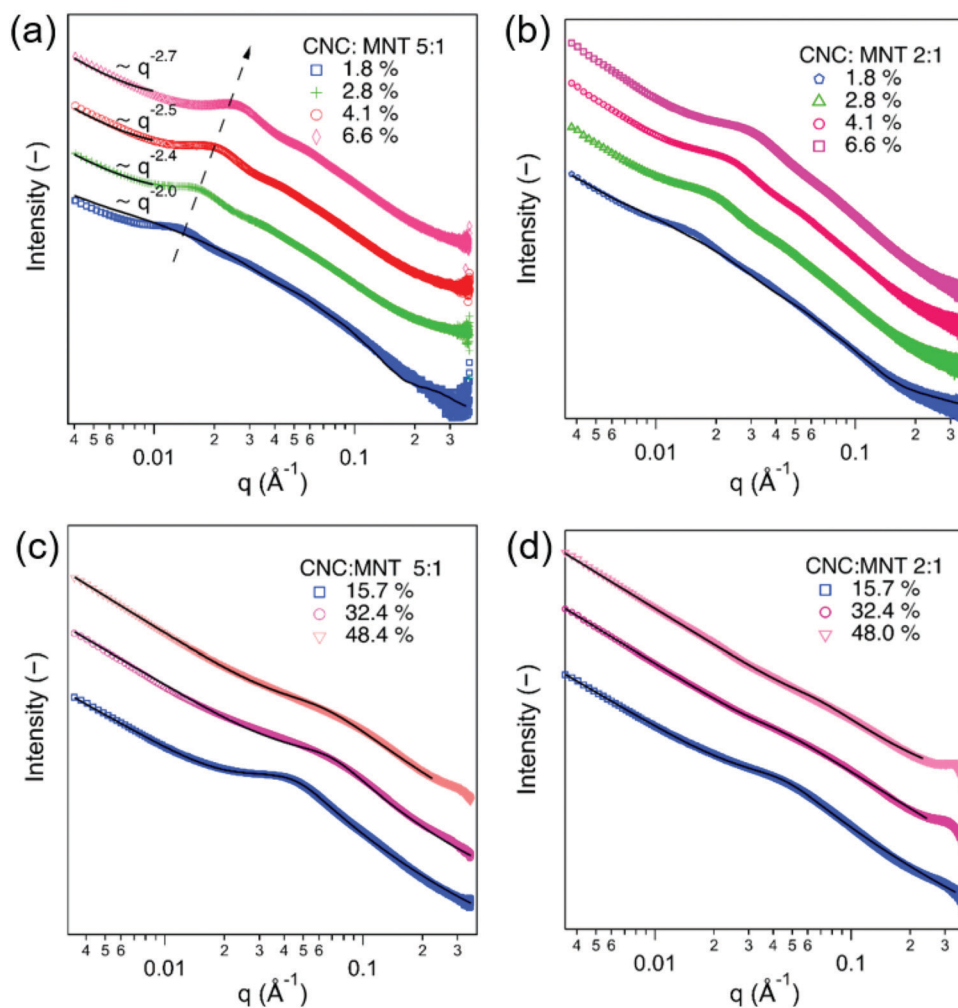 (a)
CNC: MNT 5:1
1.8 %
2.8 %
4.1 %
6.6 %
~ q^-2.7
~ q^-2.5
~ q^-2.4
~ q^-2.0
Intensity (−)
4 5 6 2 3 4 5 6 2 3
0.01 0.1
q (Å^-1)
(b)
CNC: MNT 2:1
1.8 %
2.8 %
4.1 %
6.6 %
Intensity (−)
4 5 6 2 3 4 5 6 2 3
0.01 0.1
q (Å^-1)
(c)
CNC:MNT 5:1
15.7 %
32.4 %
48.4 %
Intensity (−)
4 5 6 2 3 4 5 6 2 3
0.01 0.1
q (Å^-1)
(d)
CNC:MNT 2:1
15.7 %
32.4 %
48.0 %
Intensity (−)
4 5 6 2 3 4 5 6 2 3
0.01 0.1
q (Å^-1)